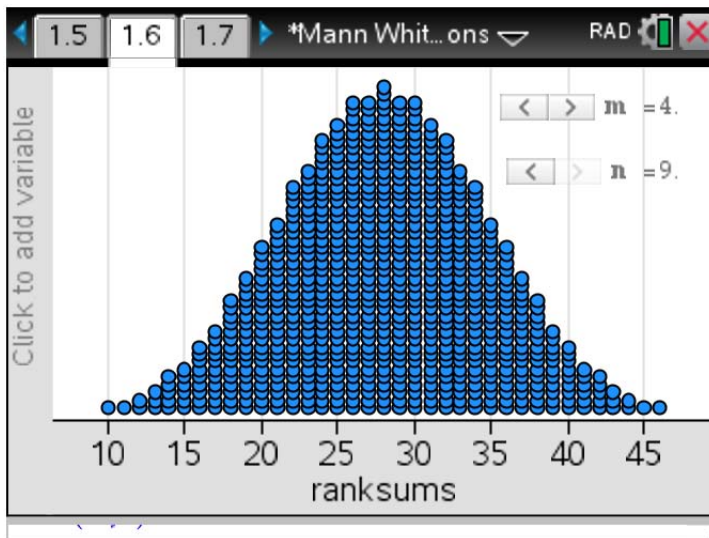 1.5 1.6 1.7 *Mann Whit...ons RAD
Click to add variable
m =4.
n =9.
10 15 20 25 30 35 40 45
ranksums